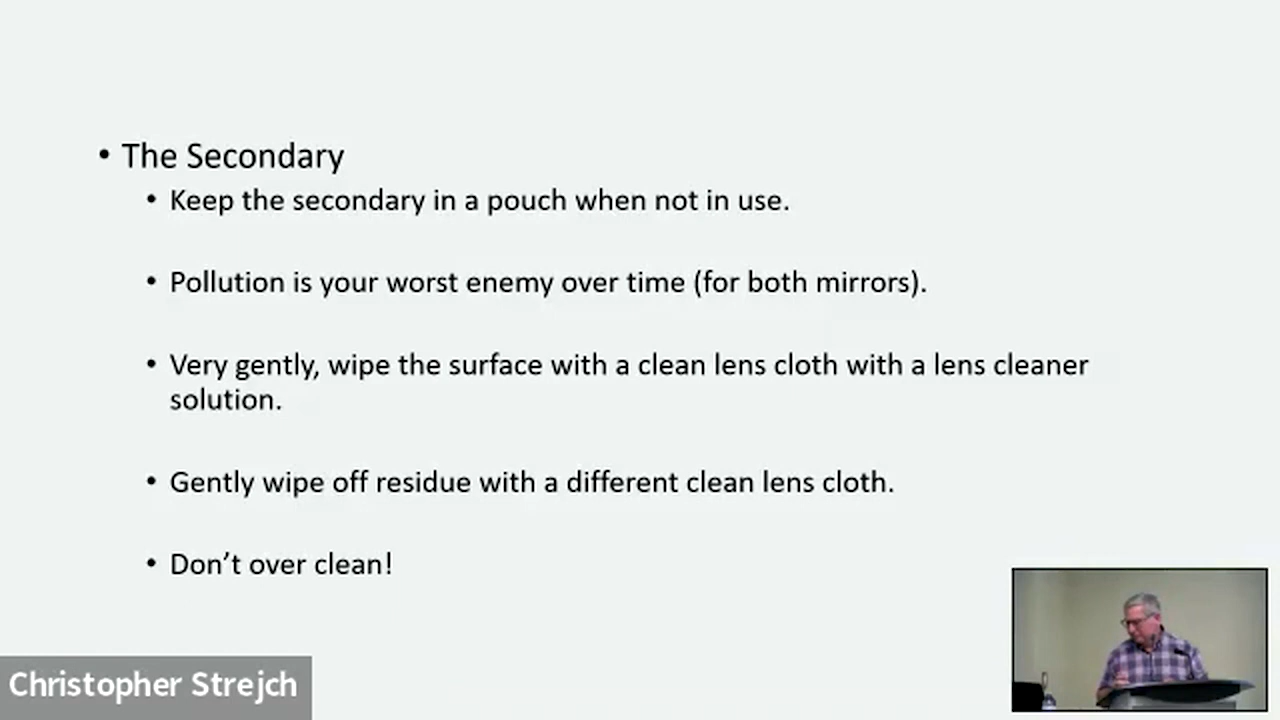 • The Secondary
• Keep the secondary in a pouch when not in use.
• Pollution is your worst enemy over time (for both mirrors).
• Very gently, wipe the surface with a clean lens cloth with a lens cleaner
solution.
• Gently wipe off residue with a different clean lens cloth.
• Don’t over clean!
Christopher Strejch